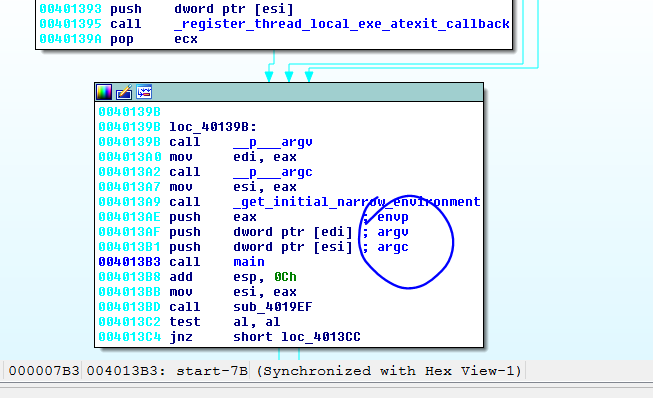 00401393 push    dword ptr [esi]
00401395 call    _register_thread_local_exe_atexit_callback
0040139A pop     ecx
0040139B
0040139B loc_40139B:
0040139B call    __p___argv
004013A0 mov     edi, eax
004013A2 call    __p___argc
004013A7 mov     esi, eax
004013A9 call    _get_initial_narrow_environment
004013AE push    eax             ; envp
004013AF push    dword ptr [edi] ; argv
004013B1 push    dword ptr [esi] ; argc
004013B3 call    main
004013B8 add     esp, 0Ch
004013BB mov     esi, eax
004013BD call    sub_4019EF
004013C2 test    al, al
004013C4 jnz     short loc_4013CC
000007B3 004013B3: start-7B (Synchronized with Hex View-1)